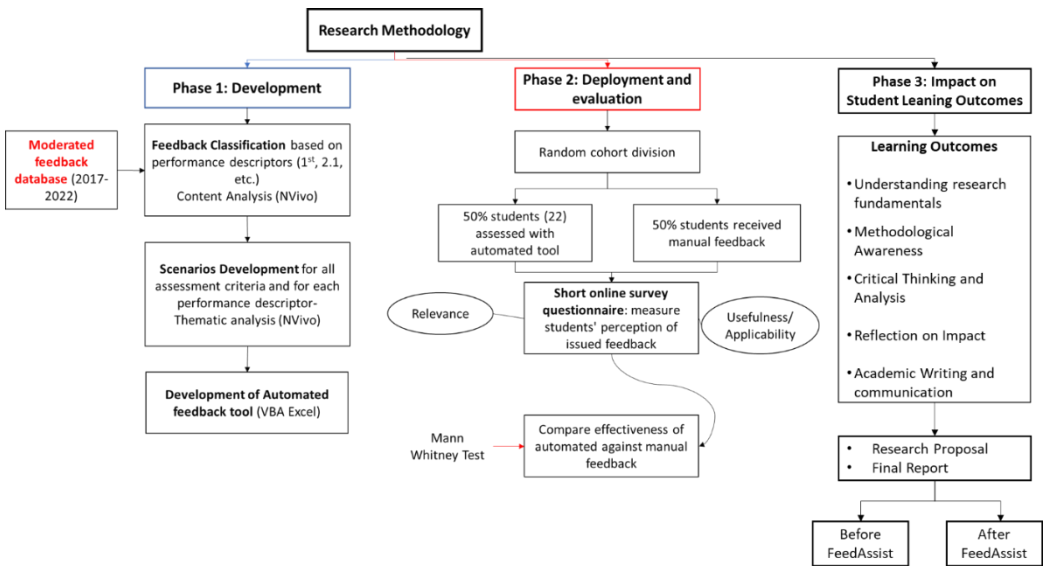 Research Methodology
Phase 1: Development
Moderated
feedback
database (2017-
2022)
Feedback Classification based on
performance descriptors (1st, 2.1,
etc.)
Content Analysis (NVivo)
Scenarios Development for all
assessment criteria and for each
performance descriptor-
Thematic analysis (NVivo)
Development of Automated
feedback tool (VBA Excel)
Phase 2: Deployment and
evaluation
Random cohort division
50% students (22)
assessed with
automated tool
50% students received
manual feedback
Relevance
Short online survey
questionnaire: measure
students' perception of
issued feedback
Usefulness/
Applicability
Mann
Whitney Test
Compare effectiveness of
automated against manual
feedback
Phase 3: Impact on
Student Leaning Outcomes
Learning Outcomes
• Understanding research
fundamentals
• Methodological
Awareness
• Critical Thinking and
Analysis
• Reflection on Impact
• Academic Writing and
communication
• Research Proposal
• Final Report
Before
FeedAssist
After
FeedAssist